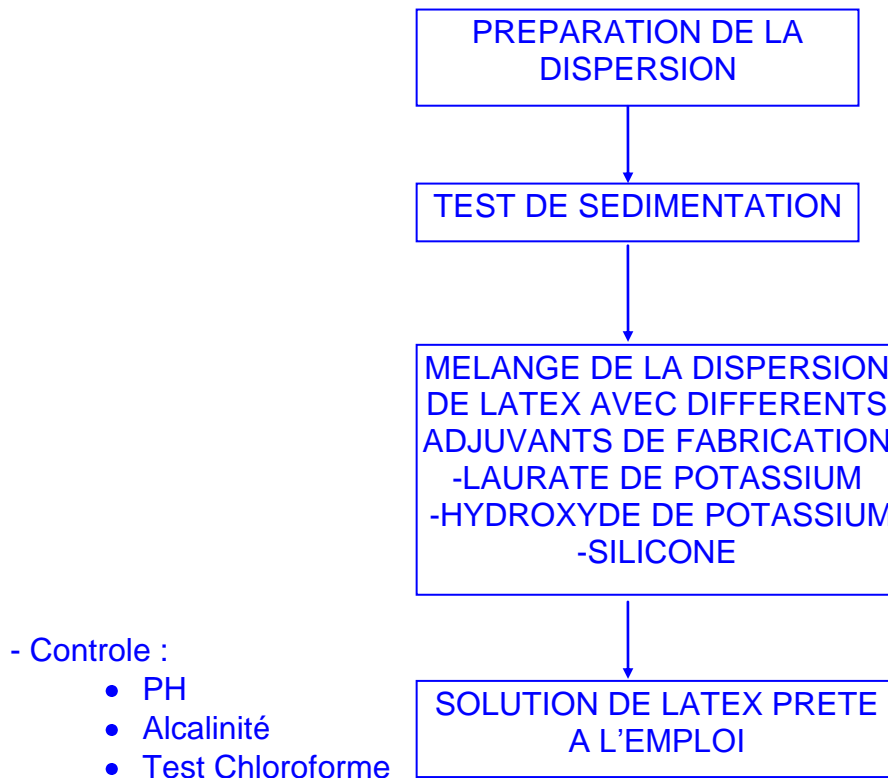 PREPARATION DE LA
DISPERSION
TEST DE SEDIMENTATION
MELANGE DE LA DISPERSION
DE LATEX AVEC DIFFERENTS
ADJUVANTS DE FABRICATION
-LAURATE DE POTASSIUM
-HYDROXYDE DE POTASSIUM
-SILICONE
- Controle :
• PH
• Alcalinité
• Test Chloroforme
SOLUTION DE LATEX PRETE
A L'EMPLOI